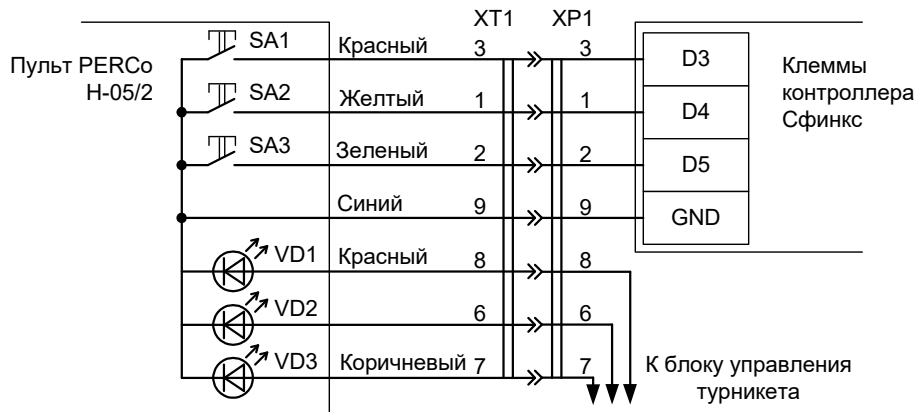 XT1 XP1
Пульт PERCo
H-05/2
SA1 Красный 3 3 D3
SA2 Желтый 1 1 D4
SA3 Зеленый 2 2 D5
Синий 9 9 GND
VD1 Красный 8 8
VD2 6 6
VD3 Коричневый 7 7
Клеммы
контроллера
Сфинкс
К блоку управления
турникета